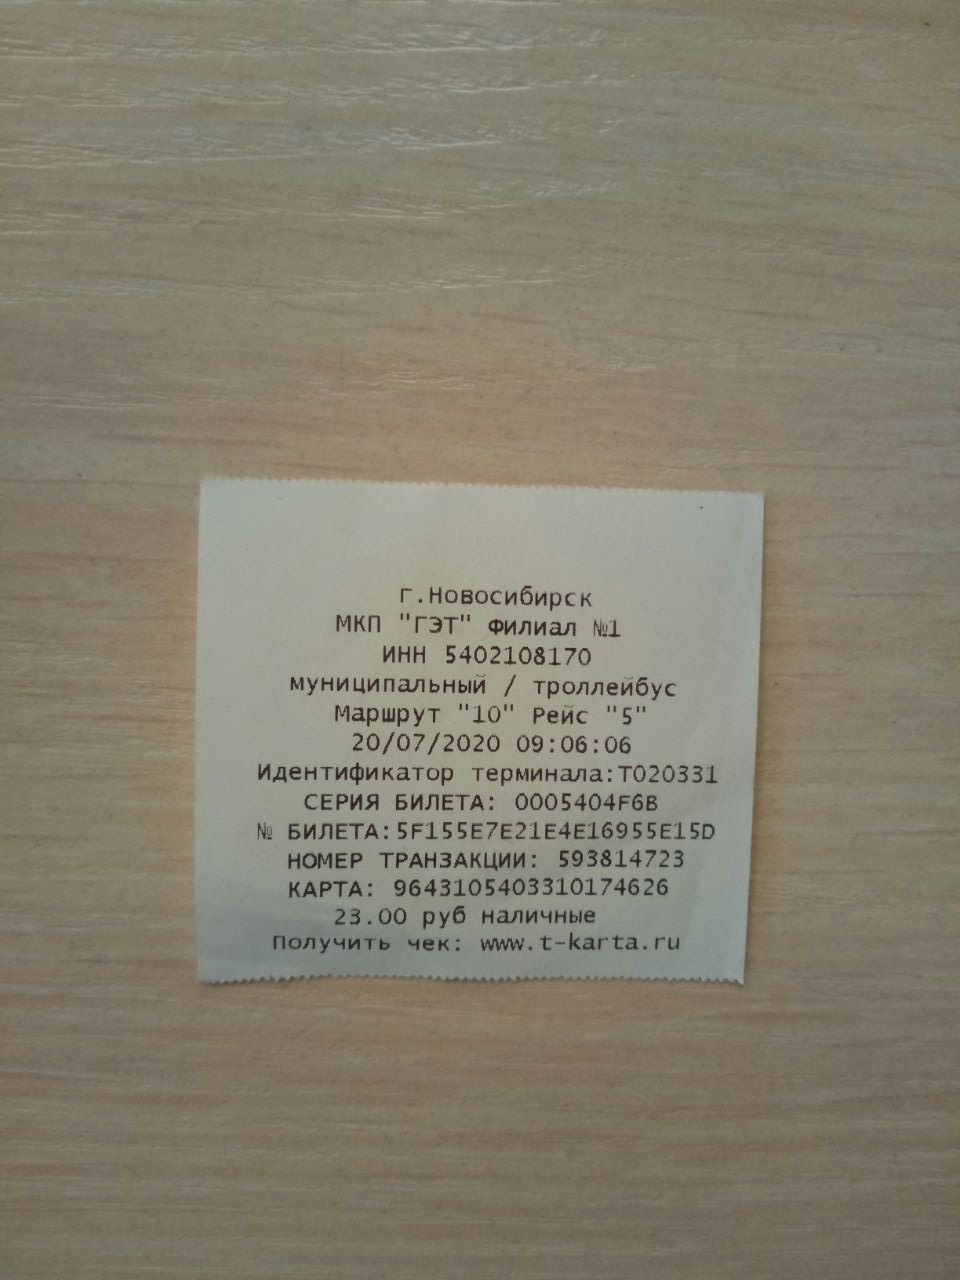 г.Новосибирск
МКП "ГЭТ" Филиал №1
ИНН 5402108170
муниципальный / троллейбус
Маршрут "10" Рейс "5"
20/07/2020 09:06:06
Идентификатор терминала:T020331
СЕРИЯ БИЛЕТА: 0005404F6B
№ БИЛЕТА:5F155E7E21E4E16955E15D
НОМЕР ТРАНЗАКЦИИ: 593814723
КАРТА: 9643105403310174626
23.00 руб наличные
Получить чек: www.t-karta.ru